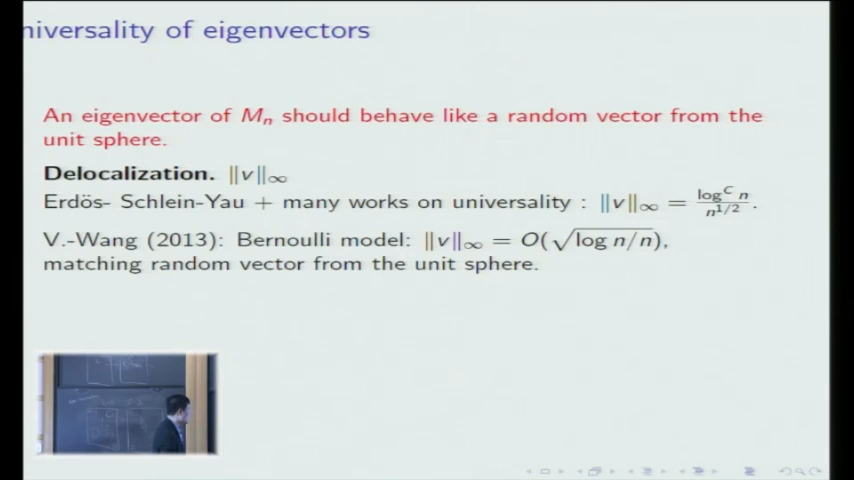 niversality of eigenvectors
An eigenvector of Mₙ should behave like a random vector from the
unit sphere.
Delocalization. ‖v‖∞
Erdös- Schlein-Yau + many works on universality : ‖v‖∞ = log^C n / n^{1/2}.
V.-Wang (2013): Bernoulli model: ‖v‖∞ = O(√(log n/n)),
matching random vector from the unit sphere.